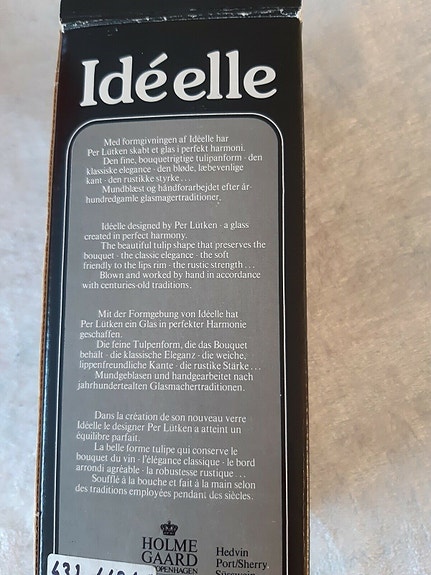 Idéelle
Med formgivningen af Idéelle har
Per Lütken skabt et glas i perfekt harmoni.
Den fine, bouquetrigtige tulipanform · den
klassiske elegance · den bløde, læbevenlige
kant · den rustikke styrke...
Mundblæst og håndforarbejdet efter år-
hundredgamle glasmagertraditioner.
Idéelle designed by Per Lütken · a glass
created in perfect harmony.
The beautiful tulip shape that preserves the
bouquet · the classic elegance · the soft
friendly to the lips rim · the rustic strength...
Blown and worked by hand in accordance
with centuries-old traditions.
Mit der Formgebung von Idéelle hat
Per Lütken ein Glas in perfekter Harmonie
geschaffen.
Die feine Tulpenform, die das Bouquet
behält · die klassische Eleganz · die weiche,
lippenfreundliche Kante · die rustike Stärke...
Mundgeblasen und handgearbeitet nach
jahrhundertealten Glasmachertraditionen.
Dans la création de son nouveau verre
Idéelle le designer Per Lütken a atteint un
équilibre parfait.
La belle forme tulipe qui conserve le
bouquet du vin · l'élégance classique · le bord
arrondi agréable · la robustesse rustique...
Soufflé à la bouche et fait à la main selon
des traditions employées pendant des siècles.
HOLME
GAARD
COPENHAGEN
Hedvin
Port/Sherry
431